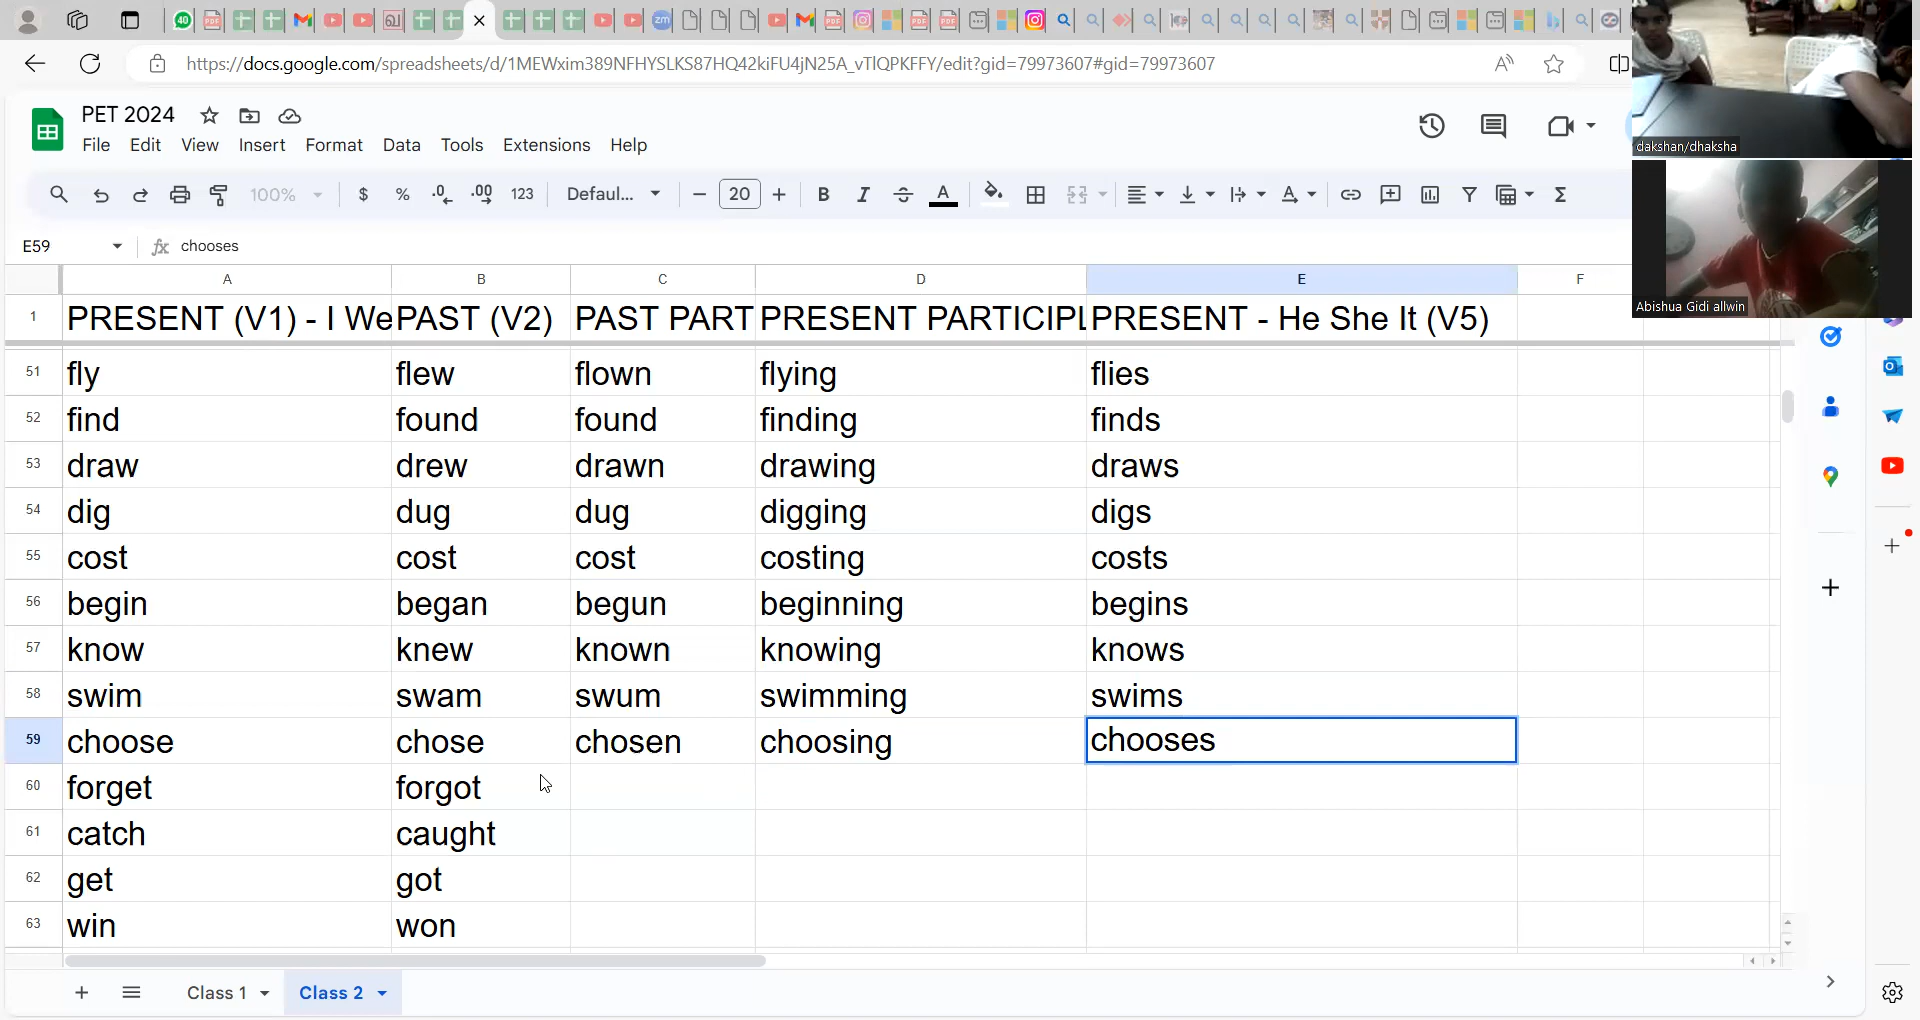 https://docs.google.com/spreadsheets/d/1MEWxim389NFHYSLKS87HQ42kiFU4jN25A_vTlQPKFFY/edit?gid=79973607#gid=79973607
PET 2024
File Edit View Insert Format Data Tools Extensions Help
100% $ % .0 .00 123 Defaul... 20 B I A Σ
E59 fx chooses
A B C D E F
1 PRESENT (V1) - I We PAST (V2) PAST PART PRESENT PARTICIPL PRESENT - He She It (V5)
51 fly flew flown flying flies
52 find found found finding finds
53 draw drew drawn drawing draws
54 dig dug dug digging digs
55 cost cost cost costing costs
56 begin began begun beginning begins
57 know knew known knowing knows
58 swim swam swum swimming swims
59 choose chose chosen choosing chooses
60 forget forgot
61 catch caught
62 get got
63 win won
Class 1 Class 2
dakshan/dhaksha
Abishua Gidi allwin